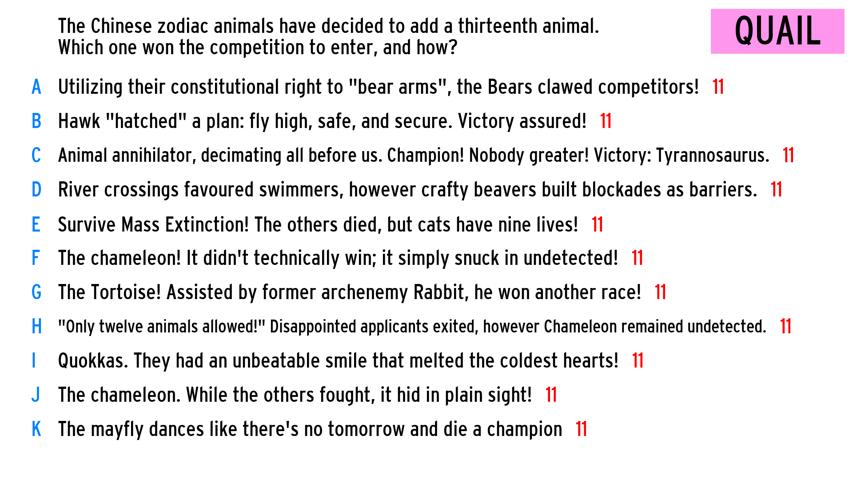 The Chinese zodiac animals have decided to add a thirteenth animal.
Which one won the competition to enter, and how?
QUAIL
A Utilizing their constitutional right to "bear arms", the Bears clawed competitors! 11
B Hawk "hatched" a plan: fly high, safe, and secure. Victory assured! 11
C Animal annihilator, decimating all before us. Champion! Nobody greater! Victory: Tyrannosaurus. 11
D River crossings favoured swimmers, however crafty beavers built blockades as barriers. 11
E Survive Mass Extinction! The others died, but cats have nine lives! 11
F The chameleon! It didn't technically win; it simply snuck in undetected! 11
G The Tortoise! Assisted by former archenemy Rabbit, he won another race! 11
H "Only twelve animals allowed!" Disappointed applicants exited, however Chameleon remained undetected. 11
I Quokkas. They had an unbeatable smile that melted the coldest hearts! 11
J The chameleon. While the others fought, it hid in plain sight! 11
K The mayfly dances like there's no tomorrow and die a champion 11